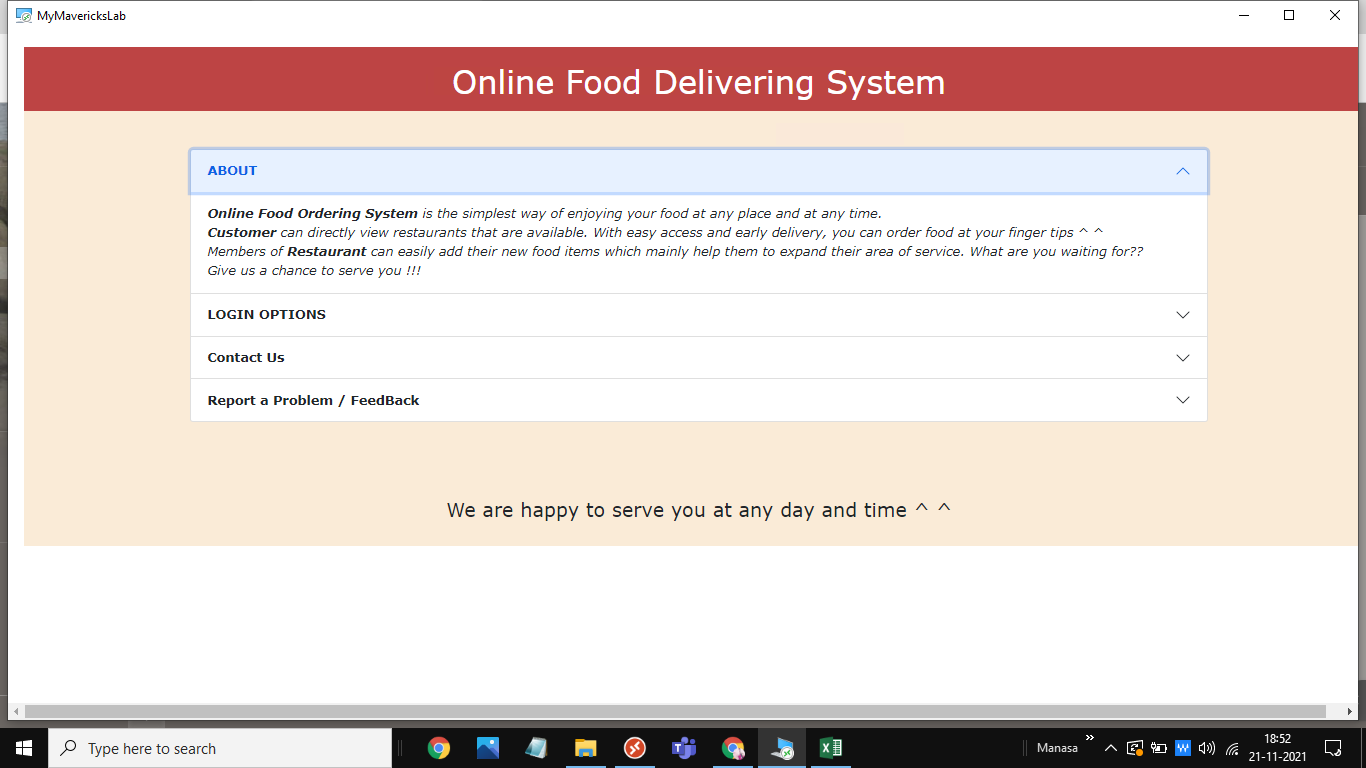 MyMavericksLab
Online Food Delivering System
ABOUT
Online Food Ordering System is the simplest way of enjoying your food at any place and at any time.
Customer can directly view restaurants that are available. With easy access and early delivery, you can order food at your finger tips ^ ^
Members of Restaurant can easily add their new food items which mainly help them to expand their area of service. What are you waiting for??
Give us a chance to serve you !!!
LOGIN OPTIONS
Contact Us
Report a Problem / FeedBack
We are happy to serve you at any day and time ^ ^
Type here to search
Manasa
18:52
21-11-2021